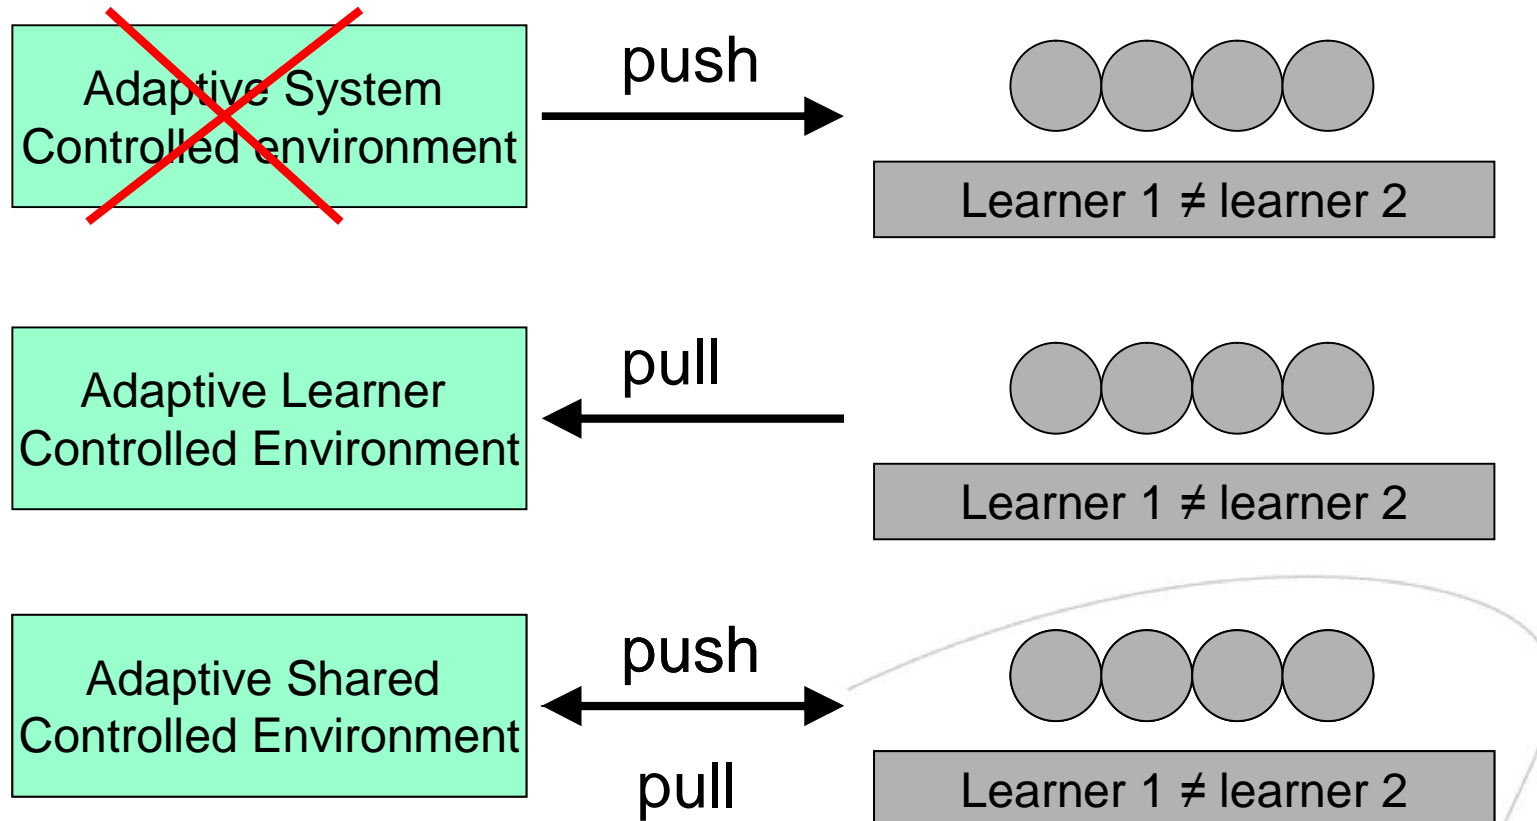 Adaptive System
Controlled environment
push
Learner 1 ≠ learner 2
Adaptive Learner
Controlled Environment
pull
Learner 1 ≠ learner 2
Adaptive Shared
Controlled Environment
push
pull
Learner 1 ≠ learner 2